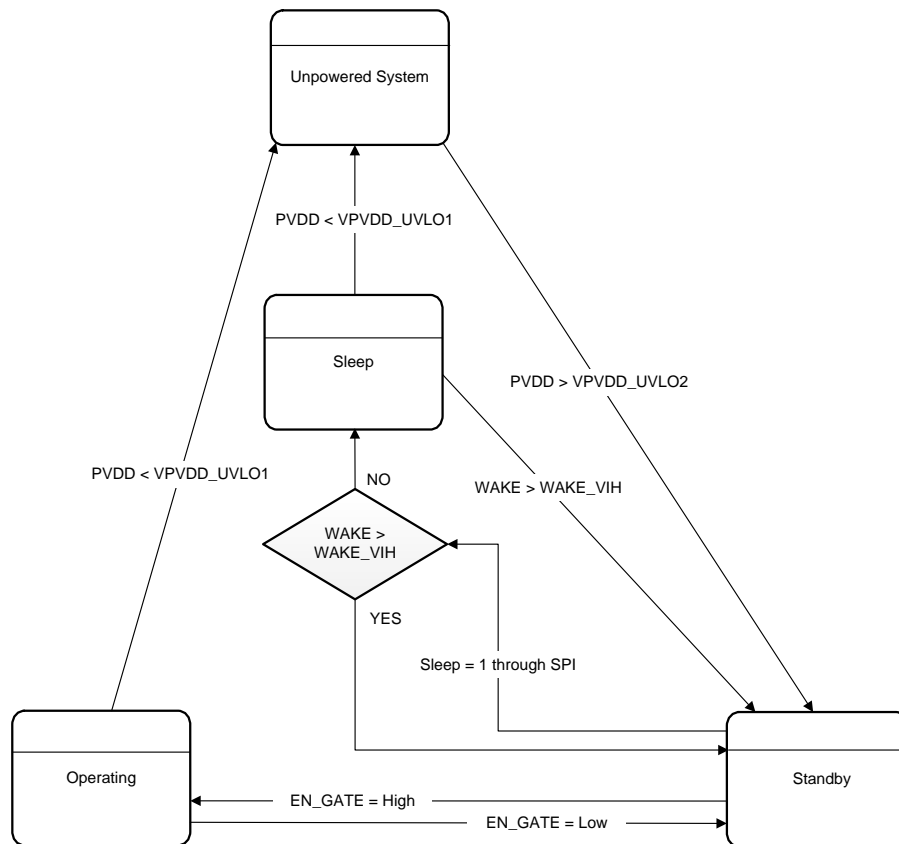 Unpowered System
PVDD < VPVDD_UVLO1
Sleep
PVDD > VPVDD_UVLO2
PVDD < VPVDD_UVLO1
NO
WAKE > WAKE_VIH
WAKE >
WAKE_VIH
YES
Sleep = 1 through SPI
Operating
Standby
EN_GATE = High
EN_GATE = Low